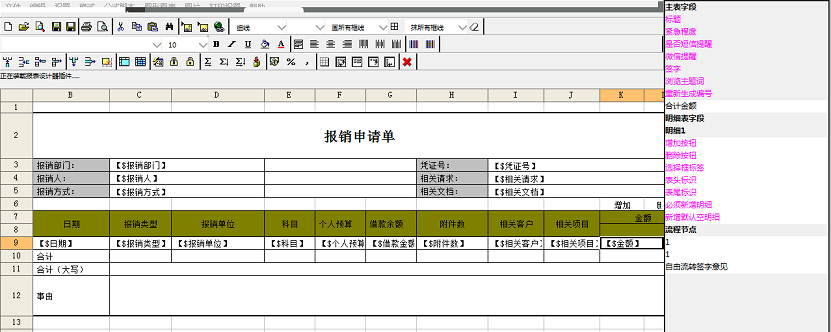 细线 画所有框线 抹所有框线
10 B I U
正在装载报表设计器插件....
B C D E F G H I J K
1
2 报销申请单
3 报销部门: 【$报销部门】 凭证号: 【$凭证号】
4 报销人: 【$报销人】 相关请求: 【$相关请求】
5 报销方式: 【$报销方式】 相关文档: 【$相关文档】
6 增加
7 日期 报销类型 报销单位 科目 个人预算 借款余额 附件数 相关客户 相关项目 金额
8
9 【$日期】 【$报销类型】 【$报销单位】 【$科目】 【$个人预算 【$借款余额 【$附件数】 【$相关客户】 【$相关项目】 【$金额】
10 合计
11 合计（大写）
12 事由
13
主表字段
标题
紧急程度
是否短信提醒
微信提醒
签字
浏览主题词
重新生成编号
合计金额
明细表字段
明细1
增加按钮
删除按钮
选择框标签
表头标识
表尾标识
必须新增明细
新增默认空明细
流程节点
1
1
自由流转签字意见